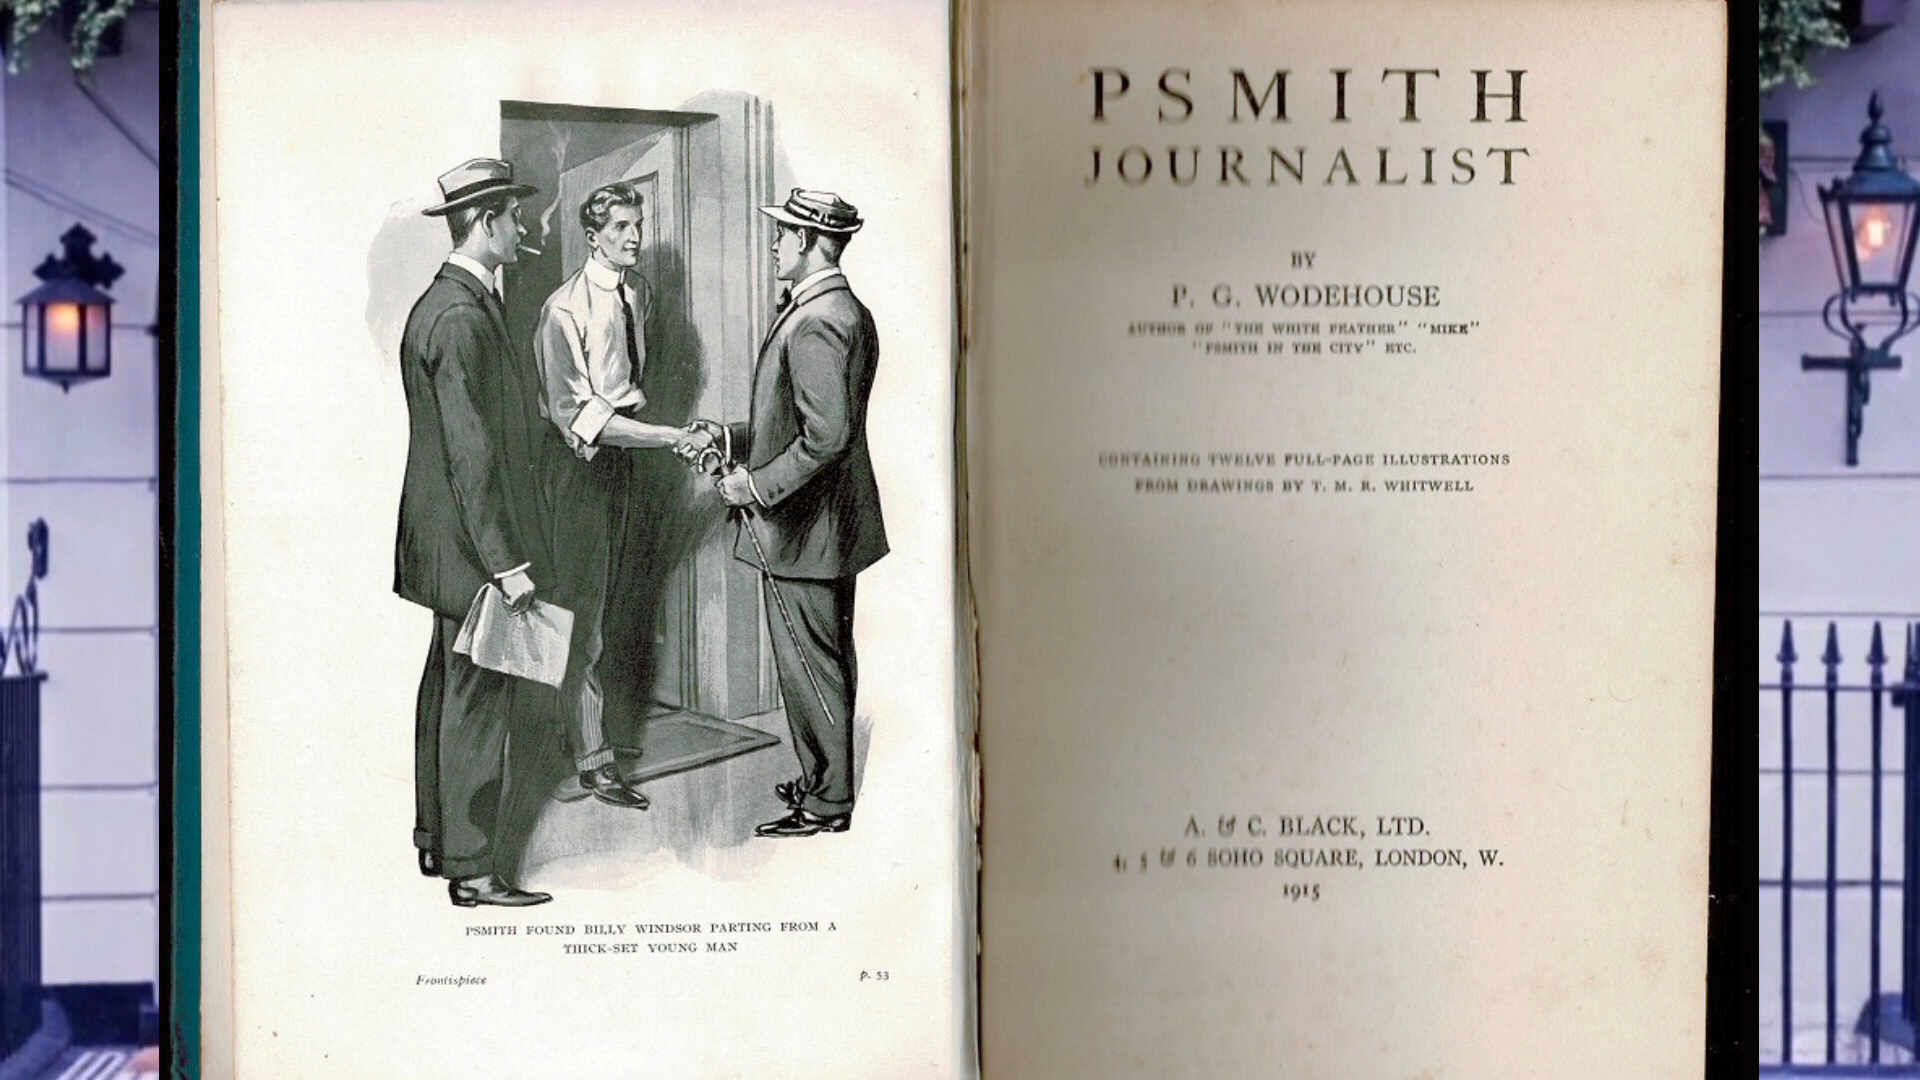 PSMITH FOUND BILLY WINDSOR PARTING FROM A
THICK-SET YOUNG MAN
Frontispiece
P. 53
PSMITH
JOURNALIST
BY
P. G. WODEHOUSE
AUTHOR OF "THE WHITE FEATHER" "MIKE"
"PSMITH IN THE CITY" ETC.
CONTAINING TWELVE FULL-PAGE ILLUSTRATIONS
FROM DRAWINGS BY T. M. R. WHITWELL
A. & C. BLACK, LTD.
4, 5 & 6 SOHO SQUARE, LONDON, W.
1915